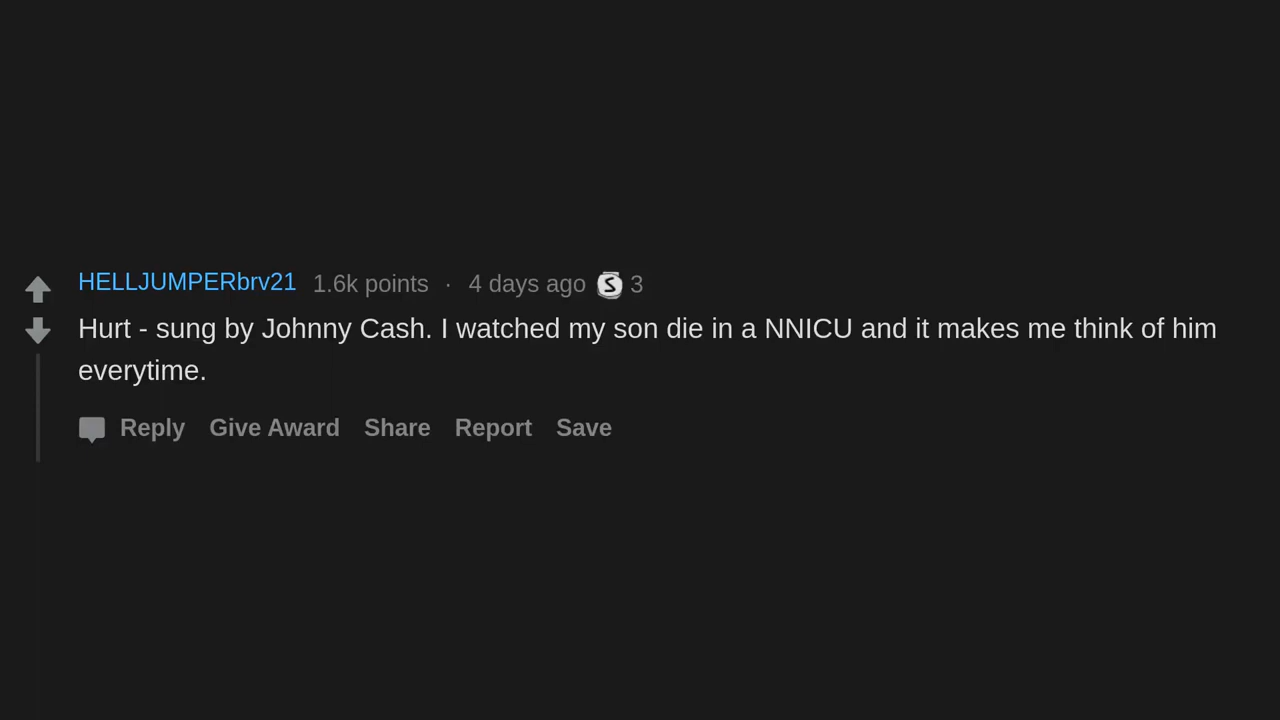 HELLJUMPERbrv21 1.6k points · 4 days ago S 3
Hurt - sung by Johnny Cash. I watched my son die in a NNICU and it makes me think of him
everytime.
Reply Give Award Share Report Save